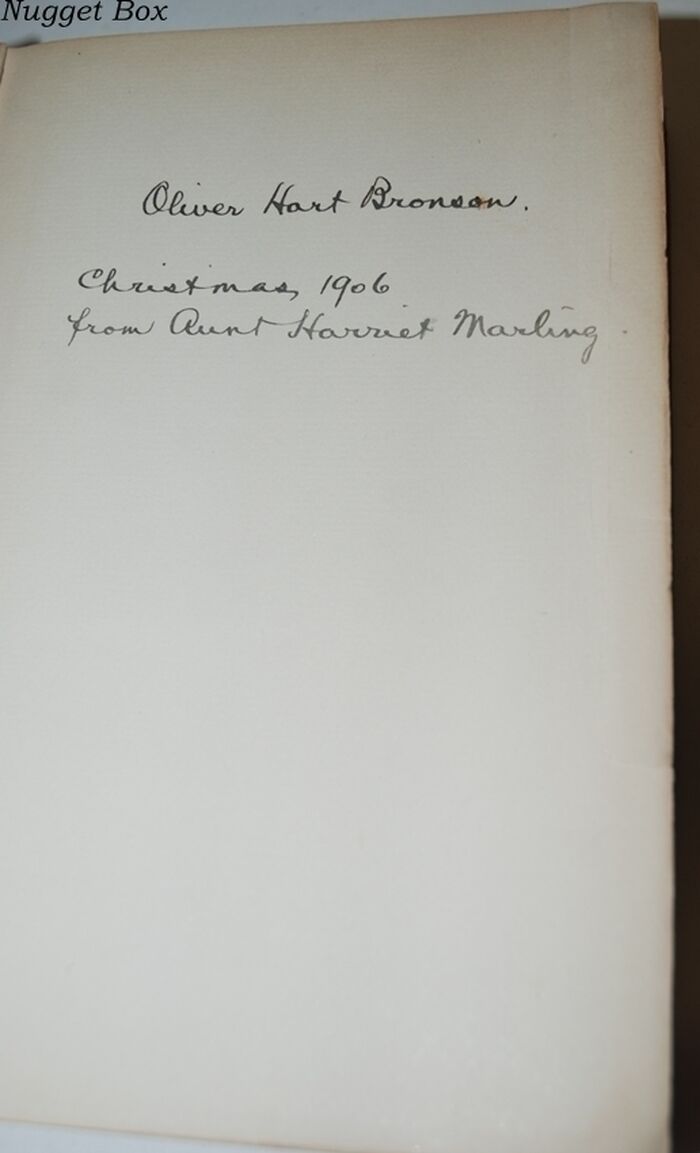 Nugget Box
Oliver Hart Bronson.
Christmas, 1906
from Aunt Harriet Marling.